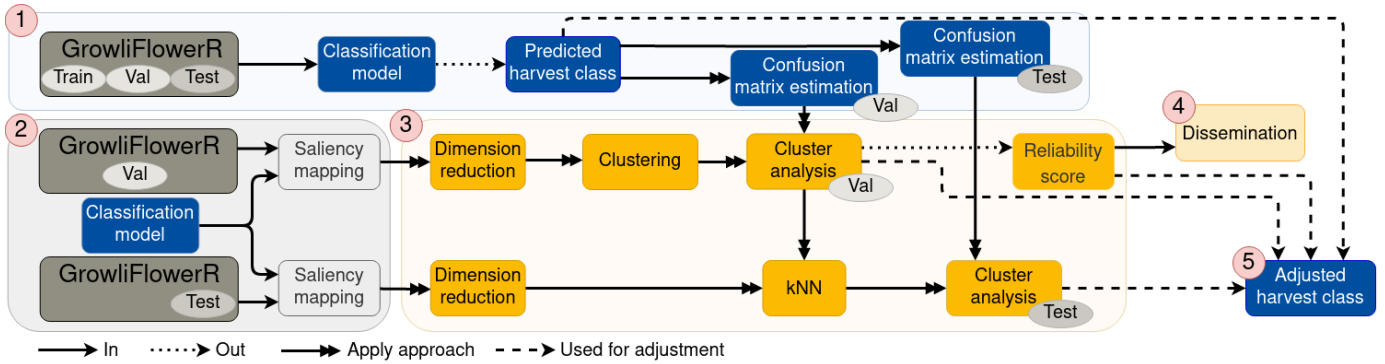 1
GrowliFlowerR
Train Val Test
Classification
model
Predicted
harvest class
Confusion
matrix estimation
Val
Confusion
matrix estimation
Test
2
GrowliFlowerR
Val
Classification
model
GrowliFlowerR
Test
Saliency
mapping
Saliency
mapping
3
Dimension
reduction
Clustering
Cluster
analysis
Val
Reliability
score
Dimension
reduction
kNN
Cluster
analysis
Test
4
Dissemination
5
Adjusted
harvest class
In
Out
Apply approach
Used for adjustment